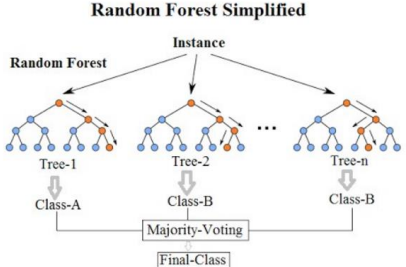 Random Forest Simplified
Instance
Random Forest
Tree-1
Tree-2
...
Tree-n
Class-A
Class-B
Class-B
Majority-Voting
Final-Class